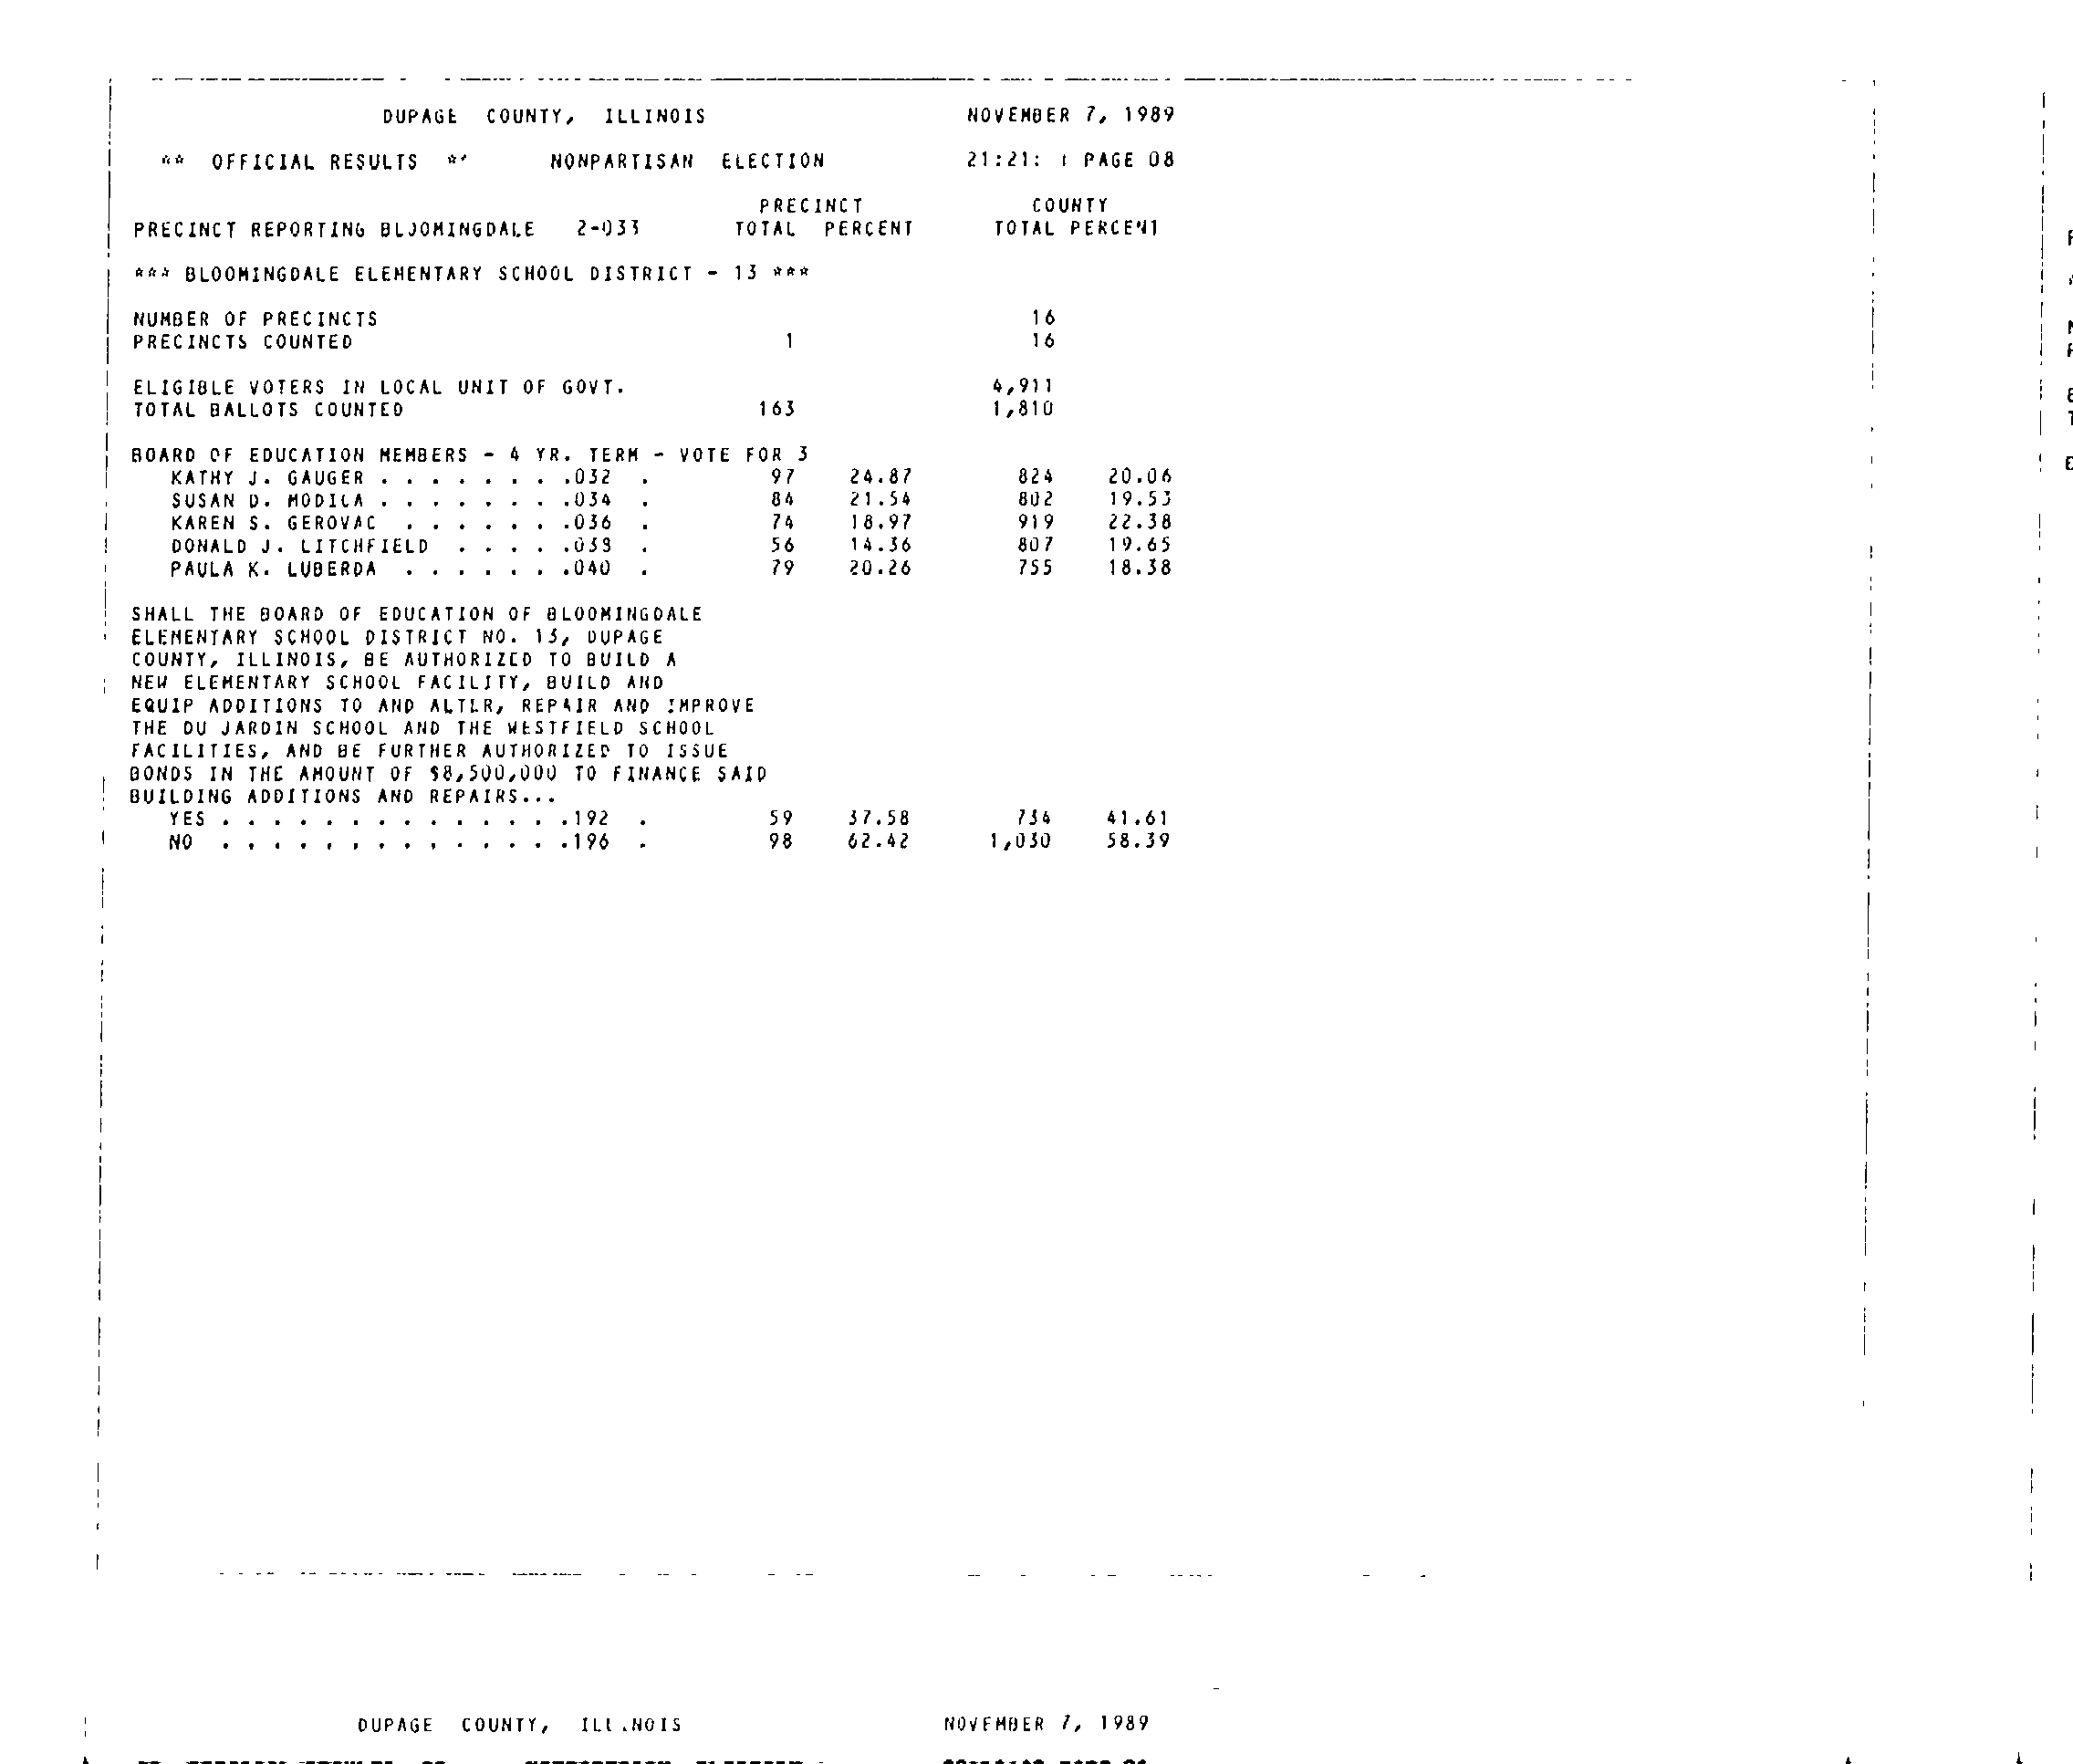 DUPAGE COUNTY, ILLINOIS NOVEMBER 7, 1989
** OFFICIAL RESULTS ** NONPARTISAN ELECTION 21:21: PAGE 08
PRECINCT COUNTY
PRECINCT REPORTING BLOOMINGDALE 2-033 TOTAL PERCENT TOTAL PERCENT
*** BLOOMINGDALE ELEMENTARY SCHOOL DISTRICT - 13 ***
NUMBER OF PRECINCTS 16
PRECINCTS COUNTED 1 16
ELIGIBLE VOTERS IN LOCAL UNIT OF GOVT. 4,911
TOTAL BALLOTS COUNTED 163 1,810
BOARD OF EDUCATION MEMBERS - 4 YR. TERM - VOTE FOR 3
KATHY J. GAUGER . . . . . . . .032 . 97 24.87 824 20.06
SUSAN D. MODICA . . . . . . . .034 . 84 21.54 802 19.53
KAREN S. GEROVAC . . . . . . .036 . 74 18.97 919 22.38
DONALD J. LITCHFIELD . . . . .038 . 56 14.36 807 19.65
PAULA K. LUBERDA . . . . . . .040 . 79 20.26 755 18.38
SHALL THE BOARD OF EDUCATION OF BLOOMINGDALE
ELEMENTARY SCHOOL DISTRICT NO. 13, DUPAGE
COUNTY, ILLINOIS, BE AUTHORIZED TO BUILD A
NEW ELEMENTARY SCHOOL FACILITY, BUILD AND
EQUIP ADDITIONS TO AND ALTER, REPAIR AND IMPROVE
THE DU JARDIN SCHOOL AND THE WESTFIELD SCHOOL
FACILITIES, AND BE FURTHER AUTHORIZED TO ISSUE
BONDS IN THE AMOUNT OF $8,500,000 TO FINANCE SAID
BUILDING ADDITIONS AND REPAIRS...
YES . . . . . . . . . . . . . .192 . 59 37.58 734 41.61
NO . . . . . . . . . . . . . .196 . 98 62.42 1,030 58.39
DUPAGE COUNTY, ILLINOIS NOVEMBER 7, 1989